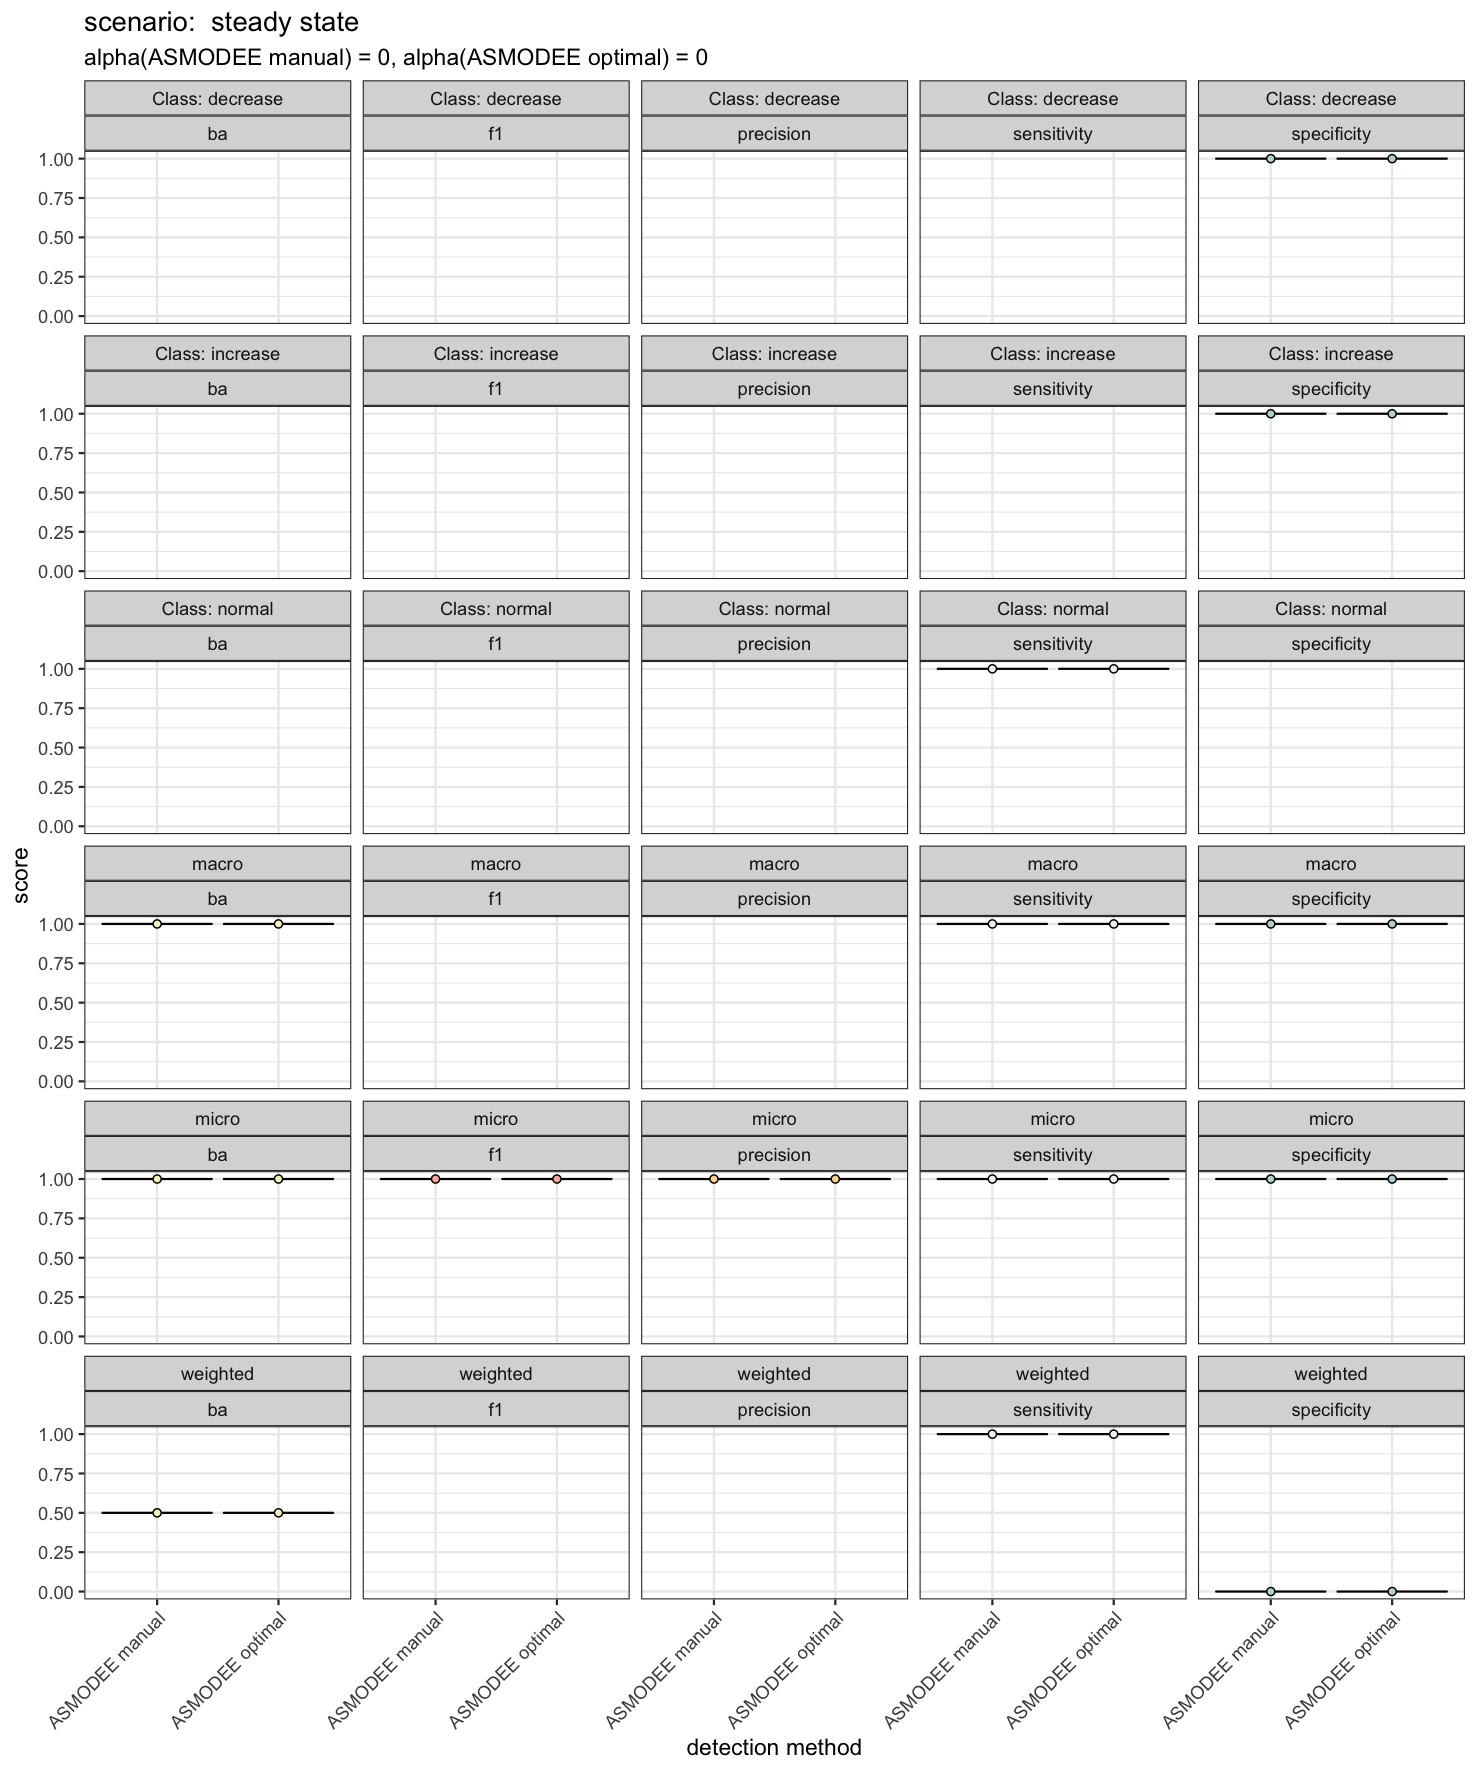 scenario:  steady state
alpha(ASMODEE manual) = 0, alpha(ASMODEE optimal) = 0
Class: decrease Class: decrease Class: decrease Class: decrease Class: decrease
ba f1 precision sensitivity specificity
1.00
0.75
0.50
0.25
0.00
Class: increase Class: increase Class: increase Class: increase Class: increase
ba f1 precision sensitivity specificity
1.00
0.75
0.50
0.25
0.00
Class: normal Class: normal Class: normal Class: normal Class: normal
ba f1 precision sensitivity specificity
1.00
0.75
0.50
0.25
0.00
score
macro macro macro macro macro
ba f1 precision sensitivity specificity
1.00
0.75
0.50
0.25
0.00
micro micro micro micro micro
ba f1 precision sensitivity specificity
1.00
0.75
0.50
0.25
0.00
weighted weighted weighted weighted weighted
ba f1 precision sensitivity specificity
1.00
0.75
0.50
0.25
0.00
ASMODEE manual ASMODEE optimal ASMODEE manual ASMODEE optimal ASMODEE manual ASMODEE optimal ASMODEE manual ASMODEE optimal ASMODEE manual ASMODEE optimal
detection method